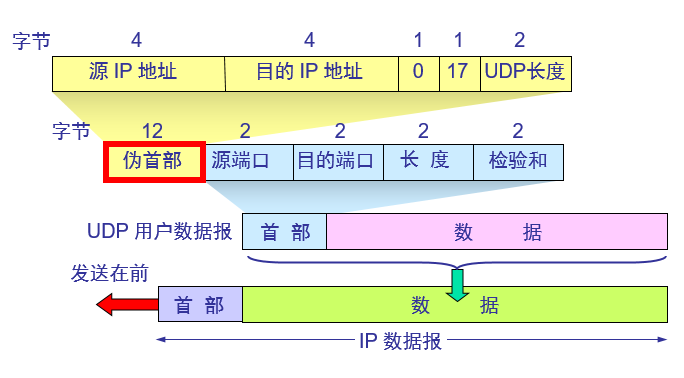 字节 4 4 1 1 2
源 IP 地址 目的 IP 地址 0 17 UDP长度
字节 12 2 2 2 2
伪首部 源端口 目的端口 长 度 检验和
UDP 用户数据报 首 部 数 据
发送在前
首 部 数 据
IP 数据报